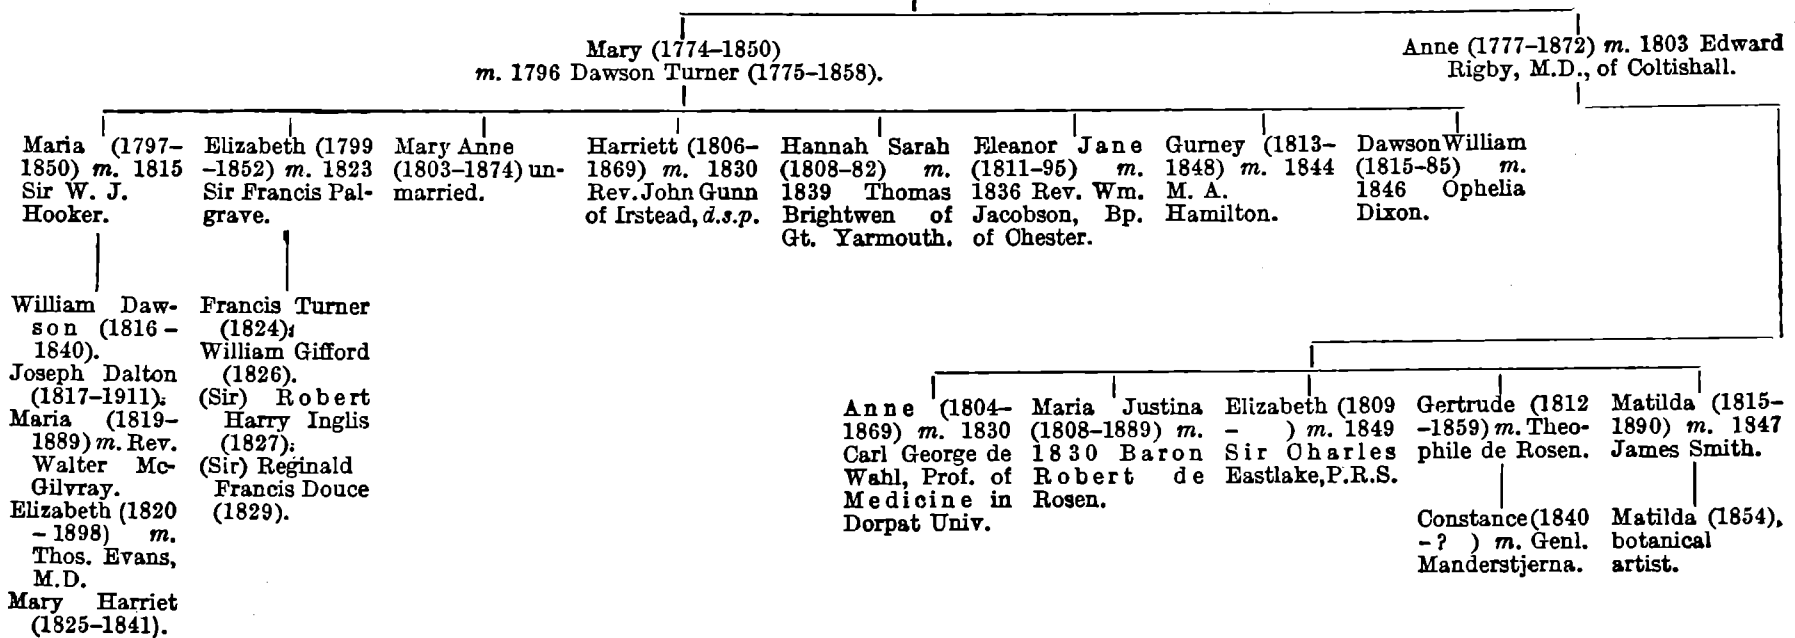 Mary (1774–1850)
m. 1796 Dawson Turner (1775–1858).
Anne (1777–1872) m. 1803 Edward
Rigby, M.D., of Coltishall.
Maria (1797–
1850) m. 1815
Sir W. J.
Hooker.
Elizabeth (1799
–1852) m. 1823
Sir Francis Pal-
grave.
Mary Anne
(1803–1874) un-
married.
Harriett (1806–
1869) m. 1830
Rev. John Gunn
of Irstead, d.s.p.
Hannah Sarah
(1808–82) m.
1839 Thomas
Brightwen of
Gt. Yarmouth.
Eleanor Jane
(1811–95) m.
1836 Rev. Wm.
Jacobson, Bp.
of Chester.
Gurney (1813–
1848) m. 1844
M. A.
Hamilton.
Dawson William
(1815–85) m.
1846 Ophelia
Dixon.
William Daw-
son (1816–
1840).
Joseph Dalton
(1817–1911).
Maria (1819–
1889) m. Rev.
Walter Mc-
Gilvray.
Elizabeth (1820
–1898) m.
Thos. Evans,
M.D.
Mary Harriet
(1825–1841).
Francis Turner
(1824);
William Gifford
(1826).
(Sir) Robert
Harry Inglis
(1827).
(Sir) Reginald
Francis Douce
(1829).
Anne (1804–
1869) m. 1830
Carl George de
Wahl, Prof. of
Medicine in
Dorpat Univ.
Maria Justina
(1808–1889) m.
1830 Baron
Robert de
Rosen.
Elizabeth (1809
– ) m. 1849
Sir Charles
Eastlake, P.R.S.
Gertrude (1812
–1859) m. Theo-
phile de Rosen.
Matilda (1815–
1890) m. 1847
James Smith.
Constance (1840
–? ) m. Genl.
Manderstjerna.
Matilda (1854),
botanical
artist.